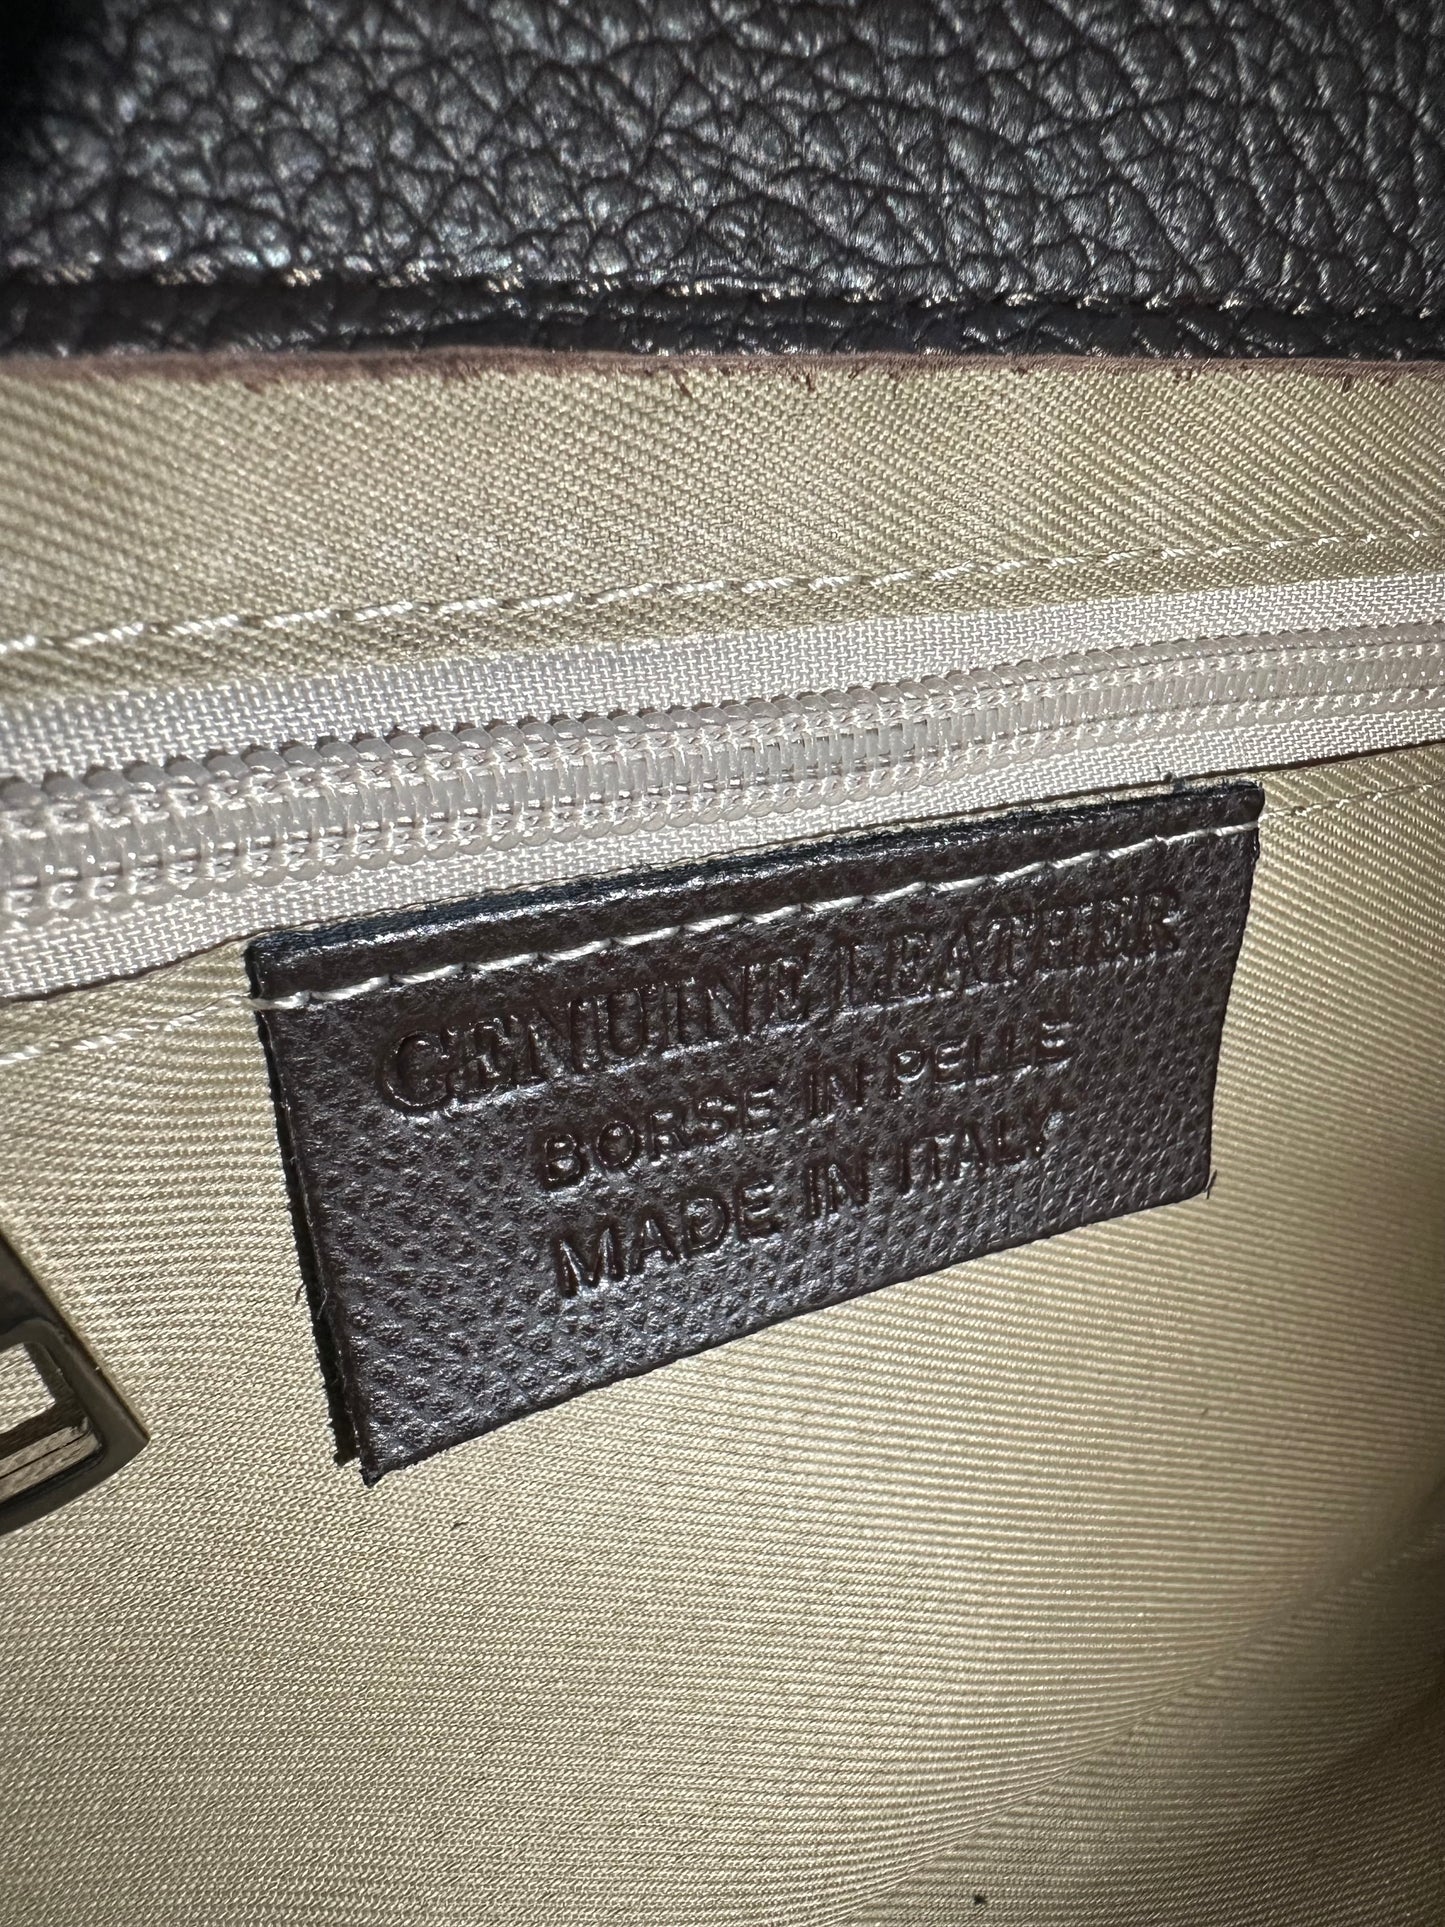 GENUINE LEATHER
BORSE IN PELLE
MADE IN ITALY